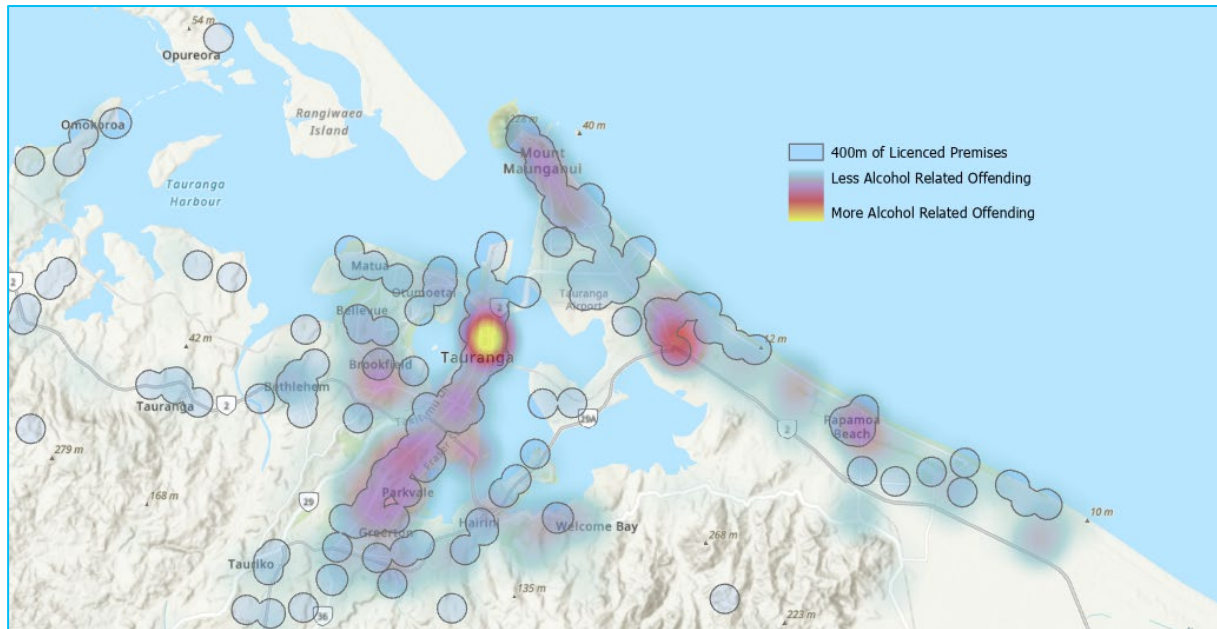 54 m
Opureora
Omokoroa
Rangiwaea
Island
Tauranga
Harbour
40 m
Mount
Maunganui
400m of Licenced Premises
Less Alcohol Related Offending
More Alcohol Related Offending
2
Matua
Otumoetai
2
Tauranga
Airport
Bellevue
42 m
Tauranga
12 m
Brookfield
Bethlehem
Tauranga
2
29A
2
Papamoa
Beach
279 m
168 m
29
Parkvale
Greerton
Hairini
Welcome Bay
10 m
268 m
Tauriko
135 m
36
223 m